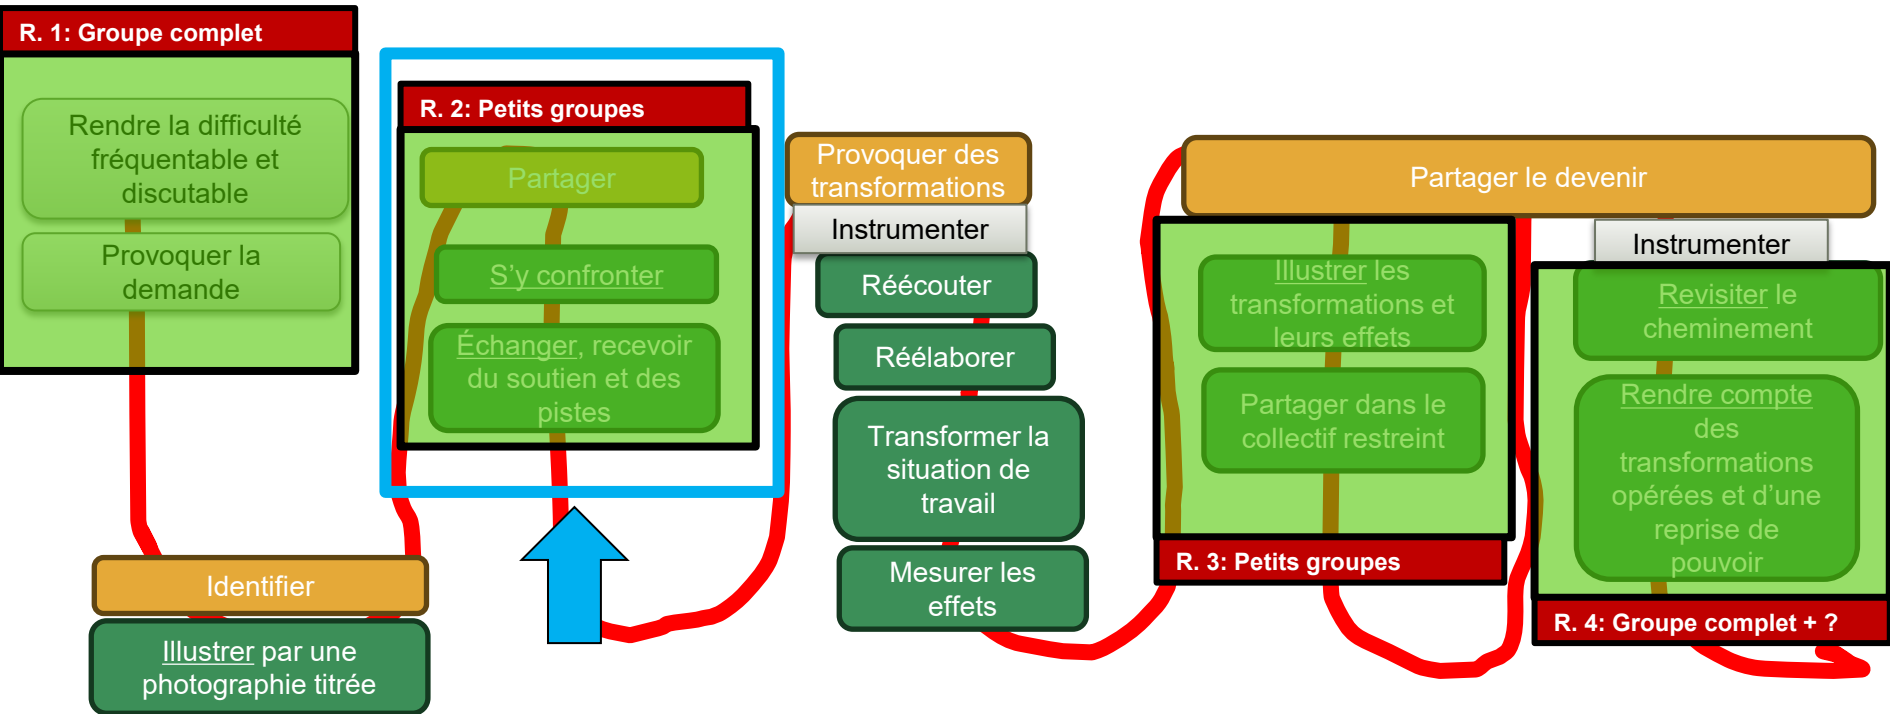 R. 1: Groupe complet
Rendre la difficulté
fréquentable et
discutable
Provoquer la
demande
Identifier
Illustrer par une
photographie titrée
R. 2: Petits groupes
Partager
S’y confronter
Échanger, recevoir
du soutien et des
pistes
Provoquer des
transformations
Instrumenter
Réécouter
Réélaborer
Transformer la
situation de
travail
Mesurer les
effets
Partager le devenir
Illustrer les
transformations et
leurs effets
Partager dans le
collectif restreint
R. 3: Petits groupes
Instrumenter
Revisiter le
cheminement
Rendre compte
des
transformations
opérées et d’une
reprise de
pouvoir
R. 4: Groupe complet + ?